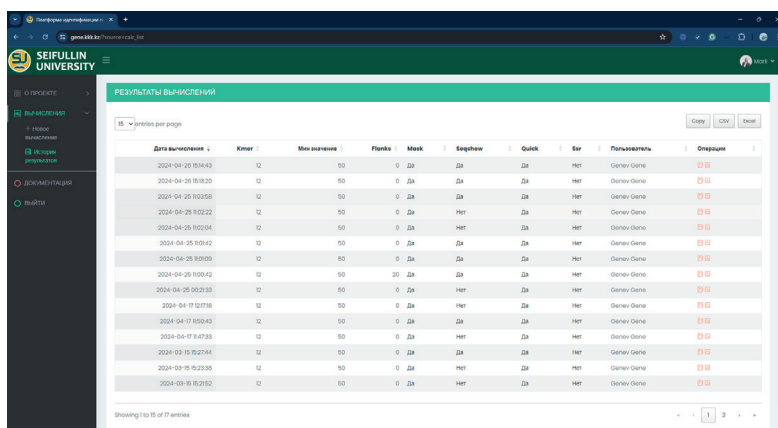 Платформа идентификации п
gene.kkk.kz/?source=calc_list
SEIFULLIN
UNIVERSITY
Mark
О ПРОЕКТЕ
ВЫЧИСЛЕНИЯ
Новое
вычисление
История
результатов
ДОКУМЕНТАЦИЯ
ВЫЙТИ
РЕЗУЛЬТАТЫ ВЫЧИСЛЕНИЙ
15 entries per page
Copy CSV Excel
Дата вычисления Kmer Мин значение Flanks Mask Seqshow Quick Ssr Пользователь Операции
2024-04-25 15:14:43 12 50 0 Да Да Да Нет Genev Gene
2024-04-25 15:13:20 12 50 0 Да Да Да Нет Genev Gene
2024-04-25 11:03:58 12 50 0 Да Да Да Нет Genev Gene
2024-04-25 11:02:22 12 50 0 Да Нет Да Нет Genev Gene
2024-04-25 11:02:04 12 50 0 Да Нет Да Нет Genev Gene
2024-04-25 11:01:42 12 50 0 Да Да Да Нет Genev Gene
2024-04-25 11:01:09 12 50 0 Да Да Да Нет Genev Gene
2024-04-25 11:00:42 12 50 20 Да Да Да Нет Genev Gene
2024-04-25 00:21:33 12 50 0 Да Нет Да Нет Genev Gene
2024-04-17 12:17:18 12 50 0 Да Нет Да Нет Genev Gene
2024-04-17 11:50:43 12 50 0 Да Да Да Нет Genev Gene
2024-04-17 11:47:33 12 50 0 Да Нет Да Нет Genev Gene
2024-03-15 15:27:44 12 50 0 Да Да Да Нет Genev Gene
2024-03-15 15:23:38 12 50 0 Да Нет Да Нет Genev Gene
2024-03-15 15:21:52 12 50 0 Да Нет Да Нет Genev Gene
Showing 1 to 15 of 17 entries
« ‹ 1 2 › »